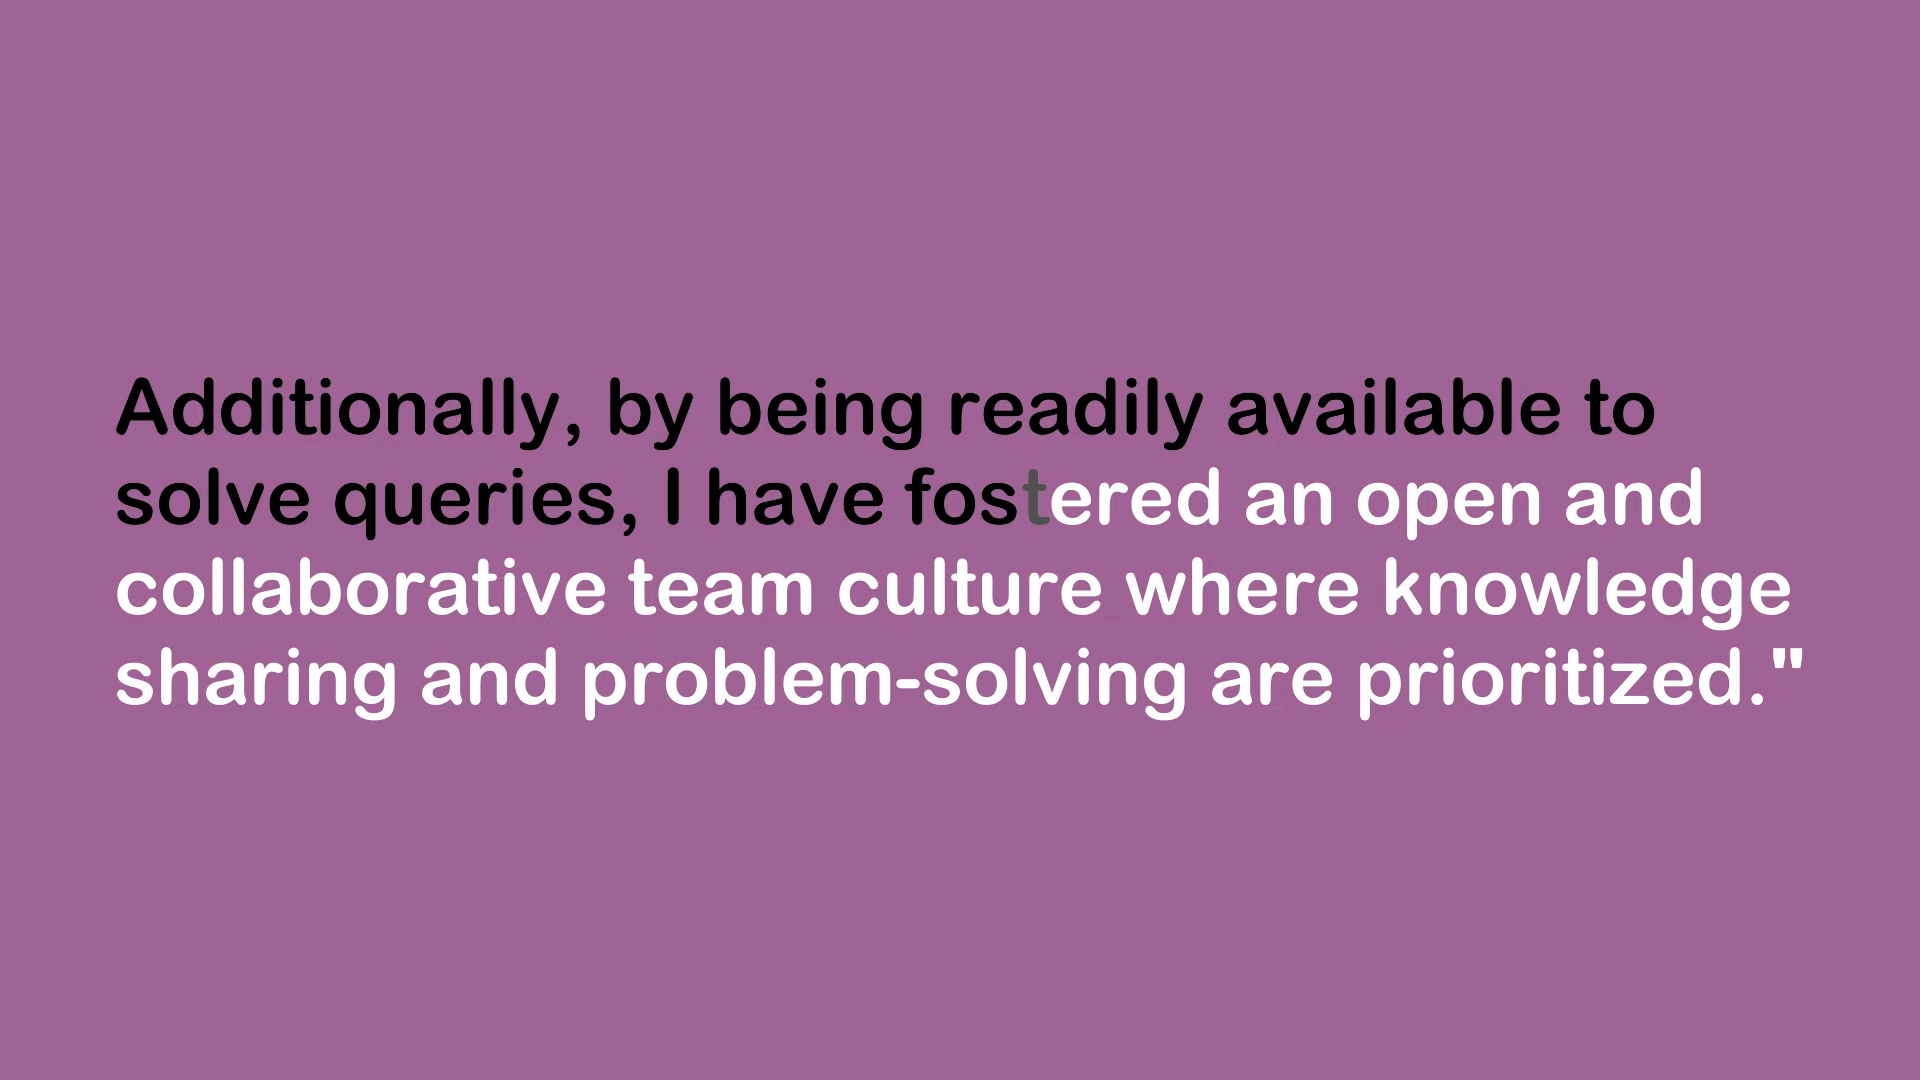 Additionally, by being readily available to
solve queries, I have fostered an open and
collaborative team culture where knowledge
sharing and problem-solving are prioritized."